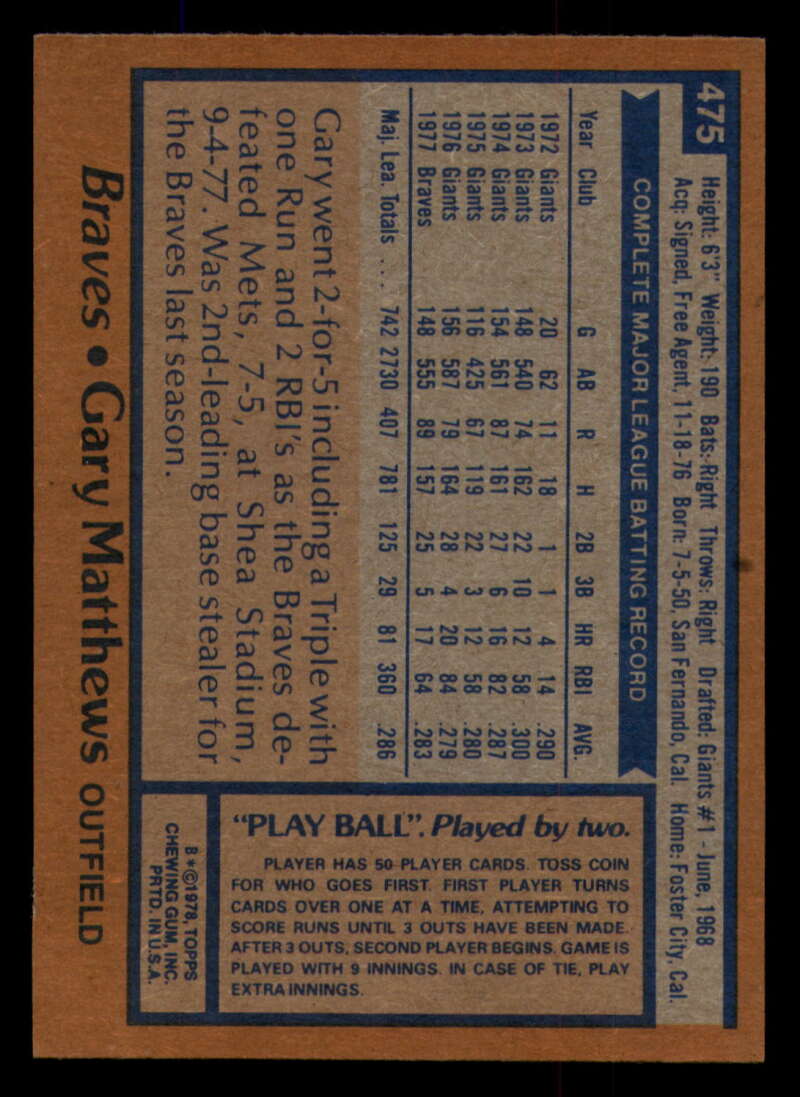 475
Height: 6'3" Weight: 190 Bats: Right Throws: Right Drafted: Giants #1 - June, 1968
Acq: Signed, Free Agent, 11-18-76 Born: 7-5-50, San Fernando, Cal. Home: Foster City, Cal.
COMPLETE MAJOR LEAGUE BATTING RECORD
Year Club G AB R H 2B 3B HR RBI AVG.
1972 Giants 20 62 11 18 1 1 4 14 .290
1973 Giants 148 540 74 162 22 10 12 58 .300
1974 Giants 154 561 87 161 27 6 16 82 .287
1975 Giants 116 425 67 119 22 3 12 58 .280
1976 Giants 156 587 79 164 28 4 20 84 .279
1977 Braves 148 555 89 157 25 5 17 64 .283
Maj. Lea. Totals ... 742 2730 407 781 125 29 81 360 .286
Gary went 2-for-5 including a Triple with
one Run and 2 RBI's as the Braves de-
feated Mets, 7-5, at Shea Stadium,
9-4-77. Was 2nd-leading base stealer for
the Braves last season.
"PLAY BALL". Played by two.
PLAYER HAS 50 PLAYER CARDS. TOSS COIN
FOR WHO GOES FIRST. FIRST PLAYER TURNS
CARDS OVER ONE AT A TIME, ATTEMPTING TO
SCORE RUNS UNTIL 3 OUTS HAVE BEEN MADE.
AFTER 3 OUTS, SECOND PLAYER BEGINS. GAME IS
PLAYED WITH 9 INNINGS. IN CASE OF TIE, PLAY
EXTRA INNINGS.
B*©1978, TOPPS
CHEWING GUM, INC.
PRTD. IN U.S.A.
Braves • Gary Matthews OUTFIELD